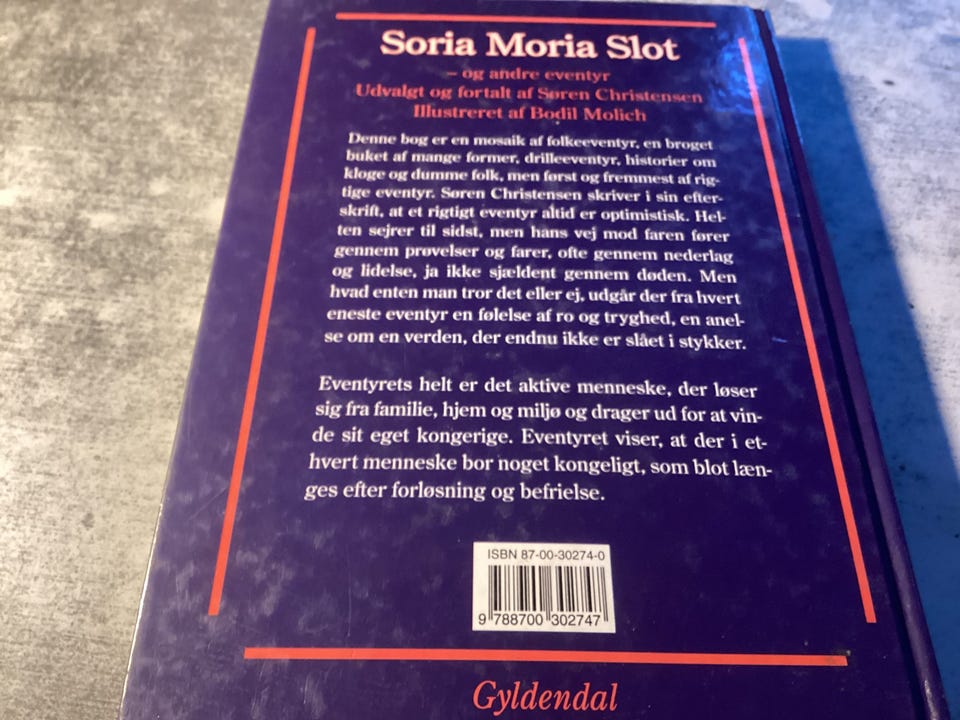 Soria Moria Slot
– og andre eventyr
Udvalgt og fortalt af Søren Christensen
Illustreret af Bodil Molich
Denne bog er en mosaik af folkeeventyr, en broget
buket af mange former, drilleeventyr, historier om
kloge og dumme folk, men først og fremmest af rig-
tige eventyr. Søren Christensen skriver i sin efter-
skrift, at et rigtigt eventyr altid er optimistisk. Hel-
ten sejrer til sidst, men hans vej mod faren fører
gennem prøvelser og farer, ofte gennem nederlag
og lidelse, ja ikke sjældent gennem døden. Men
hvad enten man tror det eller ej, udgår der fra hvert
eneste eventyr en følelse af ro og tryghed, en anel-
se om en verden, der endnu ikke er slået i stykker.
Eventyrets helt er det aktive menneske, der løser
sig fra familie, hjem og miljø og drager ud for at vin-
de sit eget kongerige. Eventyret viser, at der i et-
hvert menneske bor noget kongeligt, som blot læn-
ges efter forløsning og befrielse.
ISBN 87-00-30274-0
9 788700 302747
Gyldendal